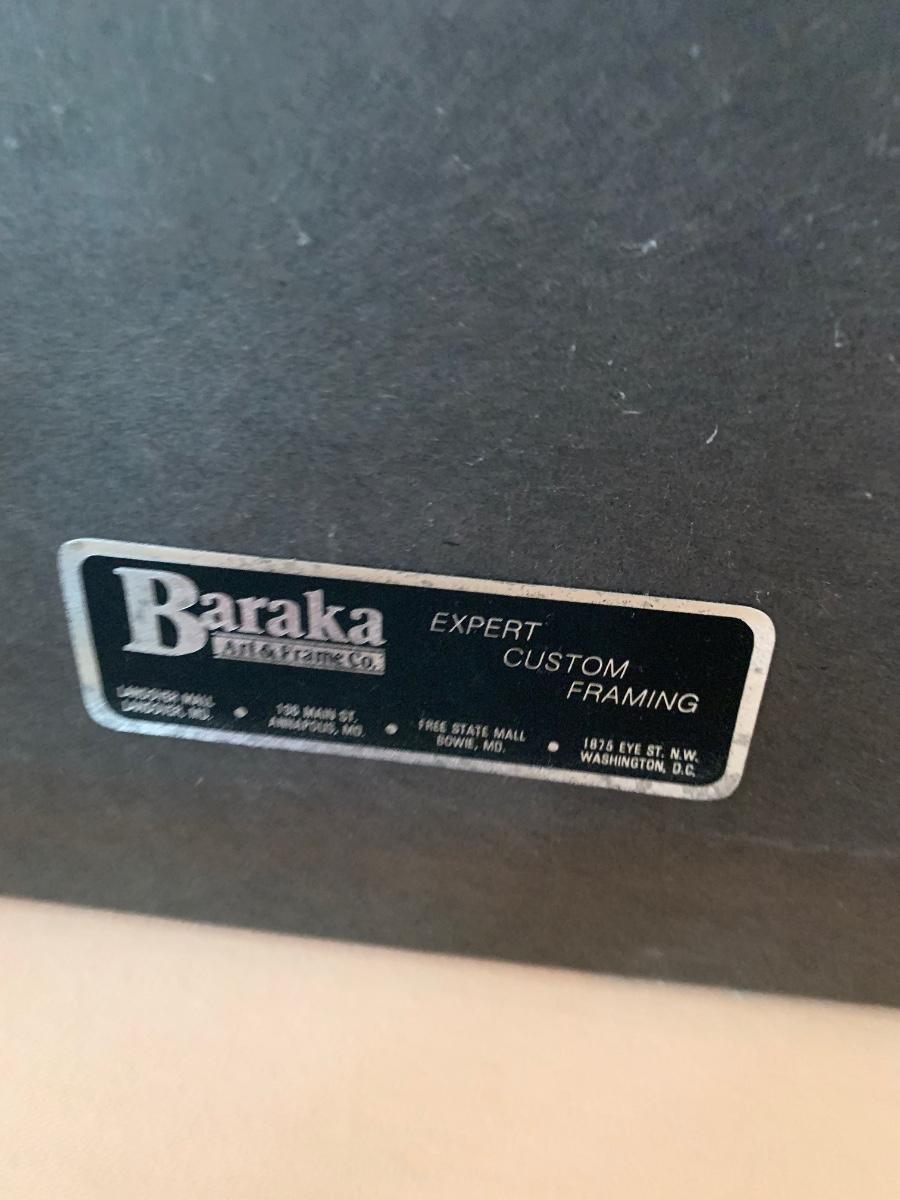 Baraka
Art & Frame Co.
EXPERT
CUSTOM
FRAMING
LANDOVER MALL
LANDOVER, MD.
MAIN ST.
ANNAPOLIS, MD.
FREE STATE MALL
BOWIE, MD.
1875 EYE ST. N.W.
WASHINGTON, D.C.